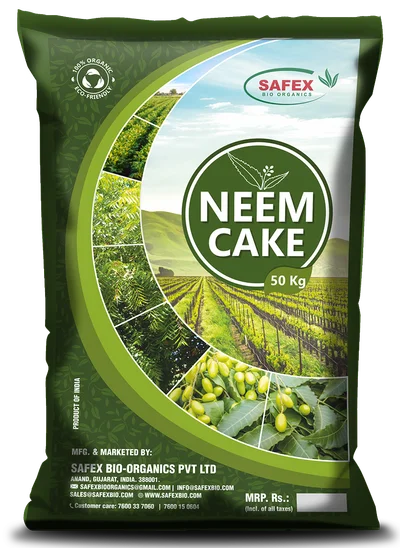 100% ORGANIC
ECO-FRIENDLY
SAFEX
BIO ORGANICS
NEEM
CAKE
50 Kg
PRODUCT OF INDIA
MFG. & MARKETED BY:
SAFEX BIO-ORGANICS PVT LTD
ANAND, GUJARAT, INDIA. 388001.
SAFEXBIOORGANICS@GMAIL.COM | INFO@SAFEXBIO.COM
SALES@SAFEXBIO.COM WWW.SAFEXBIO.COM
Customer care: 7600 33 7060 | 7600 15 0604
MRP. Rs.:
(Incl. of all taxes)